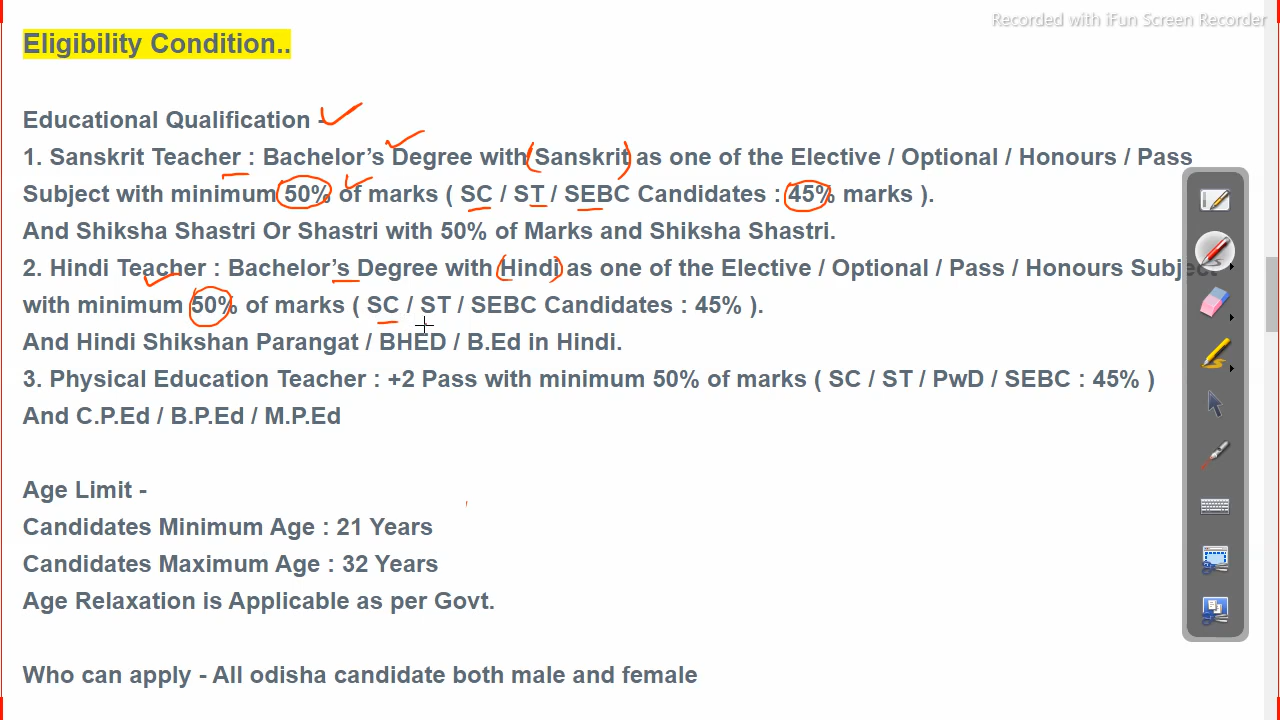 Recorded with iFun Screen Recorder
Eligibility Condition..
Educational Qualification -
1. Sanskrit Teacher : Bachelor's Degree with Sanskrit as one of the Elective / Optional / Honours / Pass
Subject with minimum 50% of marks ( SC / ST / SEBC Candidates : 45% marks ).
And Shiksha Shastri Or Shastri with 50% of Marks and Shiksha Shastri.
2. Hindi Teacher : Bachelor's Degree with Hindi as one of the Elective / Optional / Pass / Honours Subject
with minimum 50% of marks ( SC / ST / SEBC Candidates : 45% ).
And Hindi Shikshan Parangat / BHED / B.Ed in Hindi.
3. Physical Education Teacher : +2 Pass with minimum 50% of marks ( SC / ST / PwD / SEBC : 45% )
And C.P.Ed / B.P.Ed / M.P.Ed
Age Limit -
Candidates Minimum Age : 21 Years
Candidates Maximum Age : 32 Years
Age Relaxation is Applicable as per Govt.
Who can apply - All odisha candidate both male and female